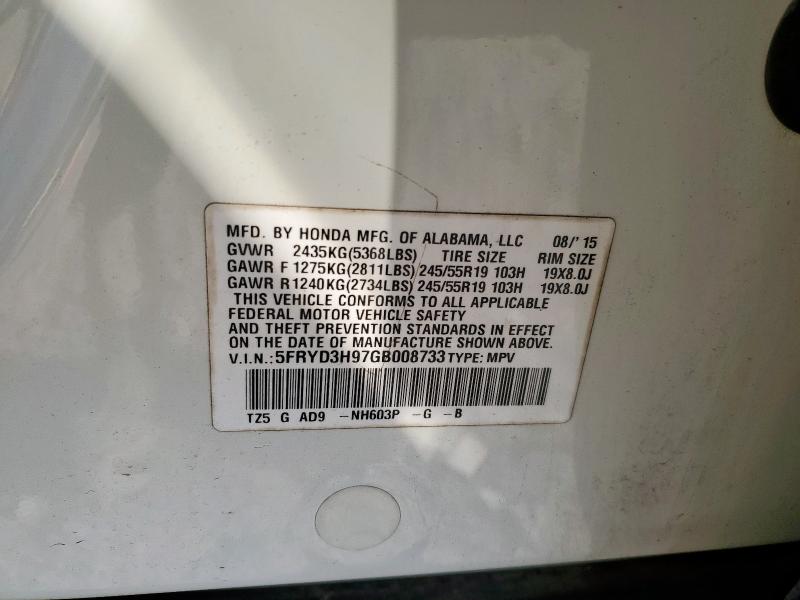 MFD. BY HONDA MFG. OF ALABAMA, LLC 08/'15
GVWR 2435KG(5368LBS) TIRE SIZE RIM SIZE
GAWR F 1275KG(2811LBS) 245/55R19 103H 19X8.0J
GAWR R1240KG(2734LBS) 245/55R19 103H 19X8.0J
THIS VEHICLE CONFORMS TO ALL APPLICABLE
FEDERAL MOTOR VEHICLE SAFETY
AND THEFT PREVENTION STANDARDS IN EFFECT
ON THE DATE OF MANUFACTURE SHOWN ABOVE.
V.I.N.: 5FRYD3H97GB008733 TYPE: MPV
TZ5 G AD9 -NH603P -G -B